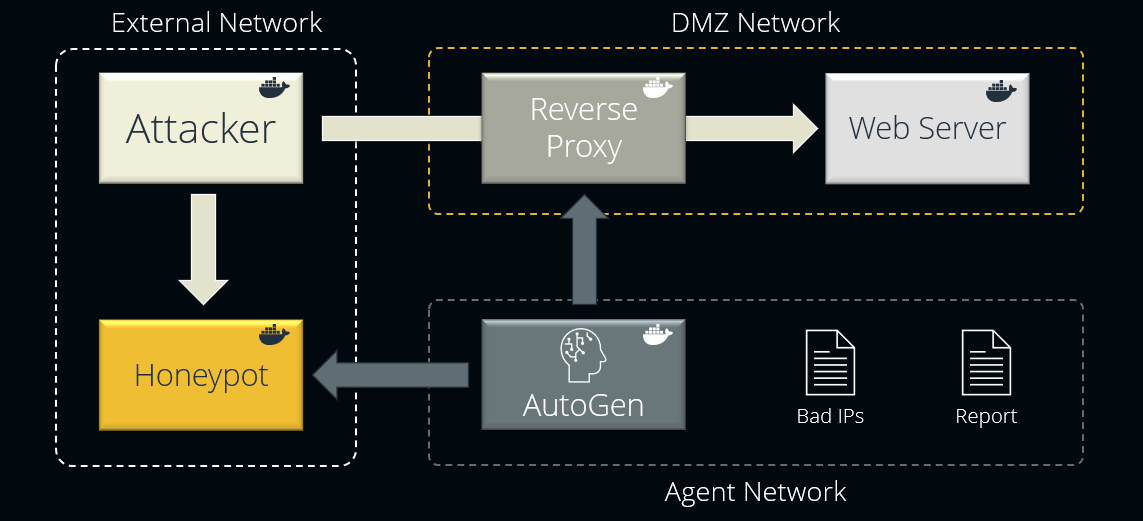 External Network
DMZ Network
Attacker
Reverse
Proxy
Web Server
Honeypot
AutoGen
Bad IPs
Report
Agent Network